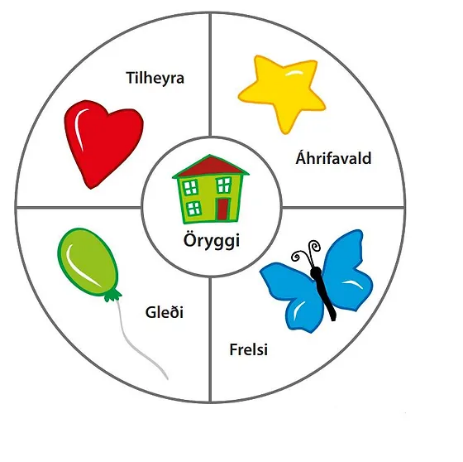 Tilheyra
Áhrifavald
Öryggi
Gleði
Frelsi